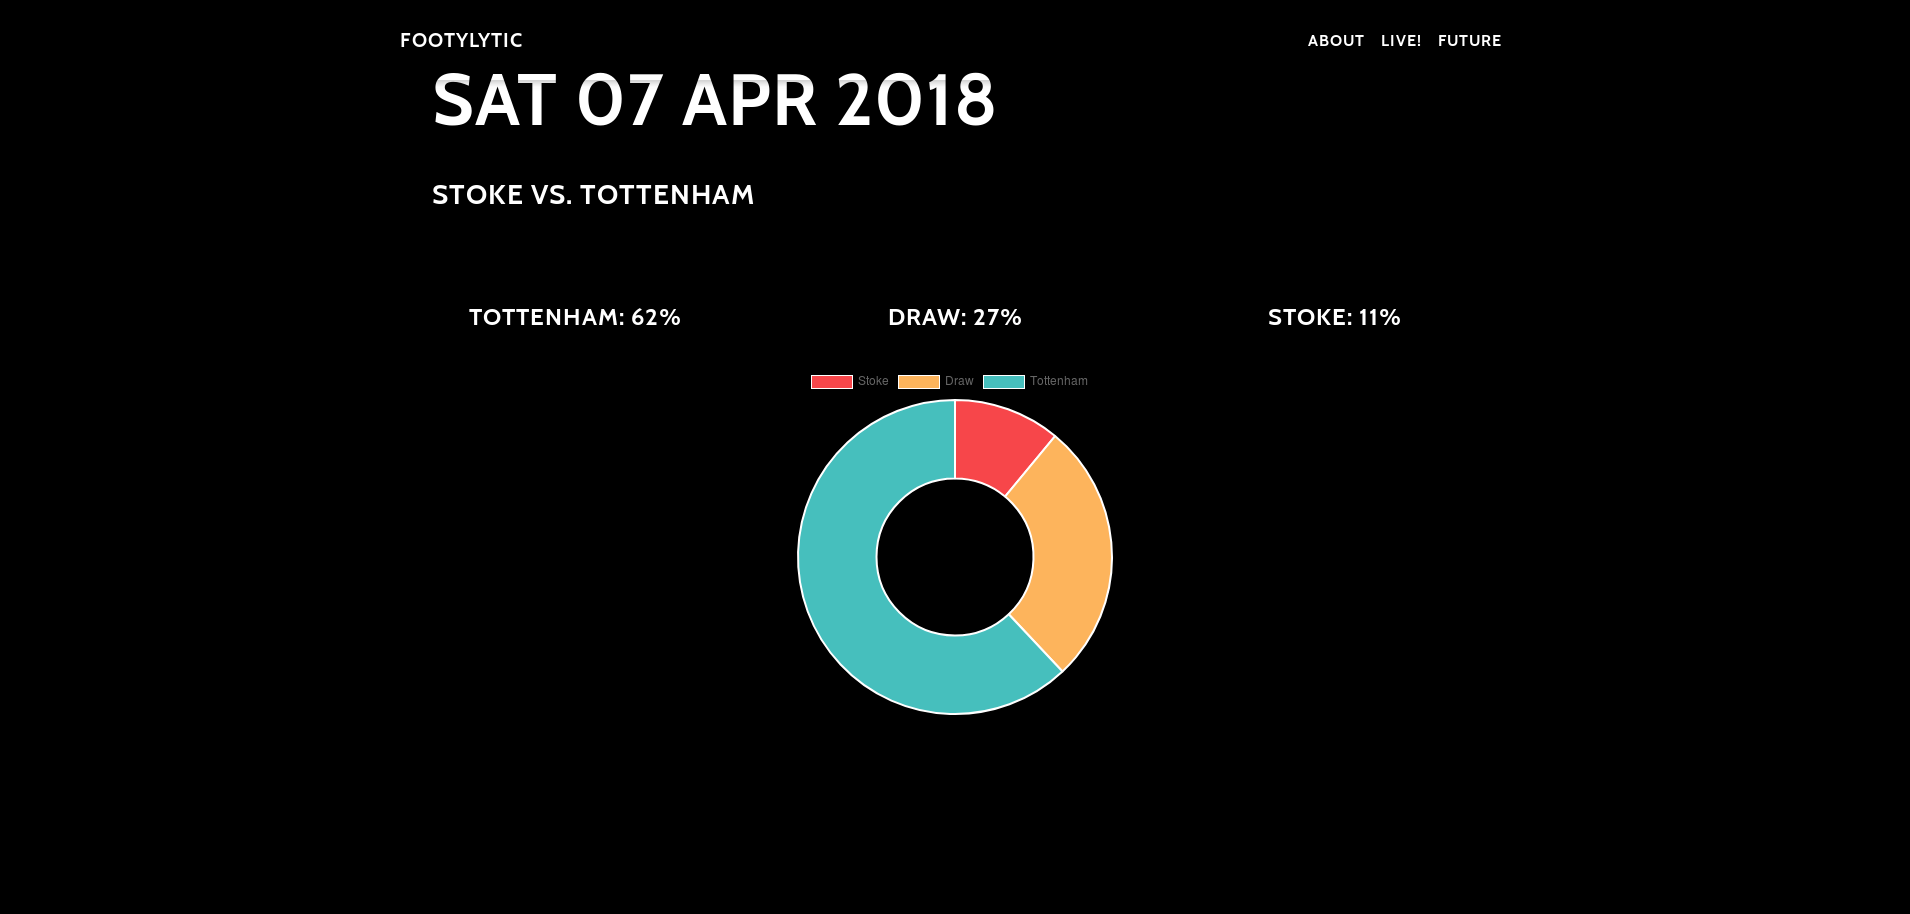 FOOTYLYTIC
ABOUT LIVE! FUTURE
SAT 07 APR 2018
STOKE VS. TOTTENHAM
TOTTENHAM: 62% DRAW: 27% STOKE: 11%
Stoke Draw Tottenham